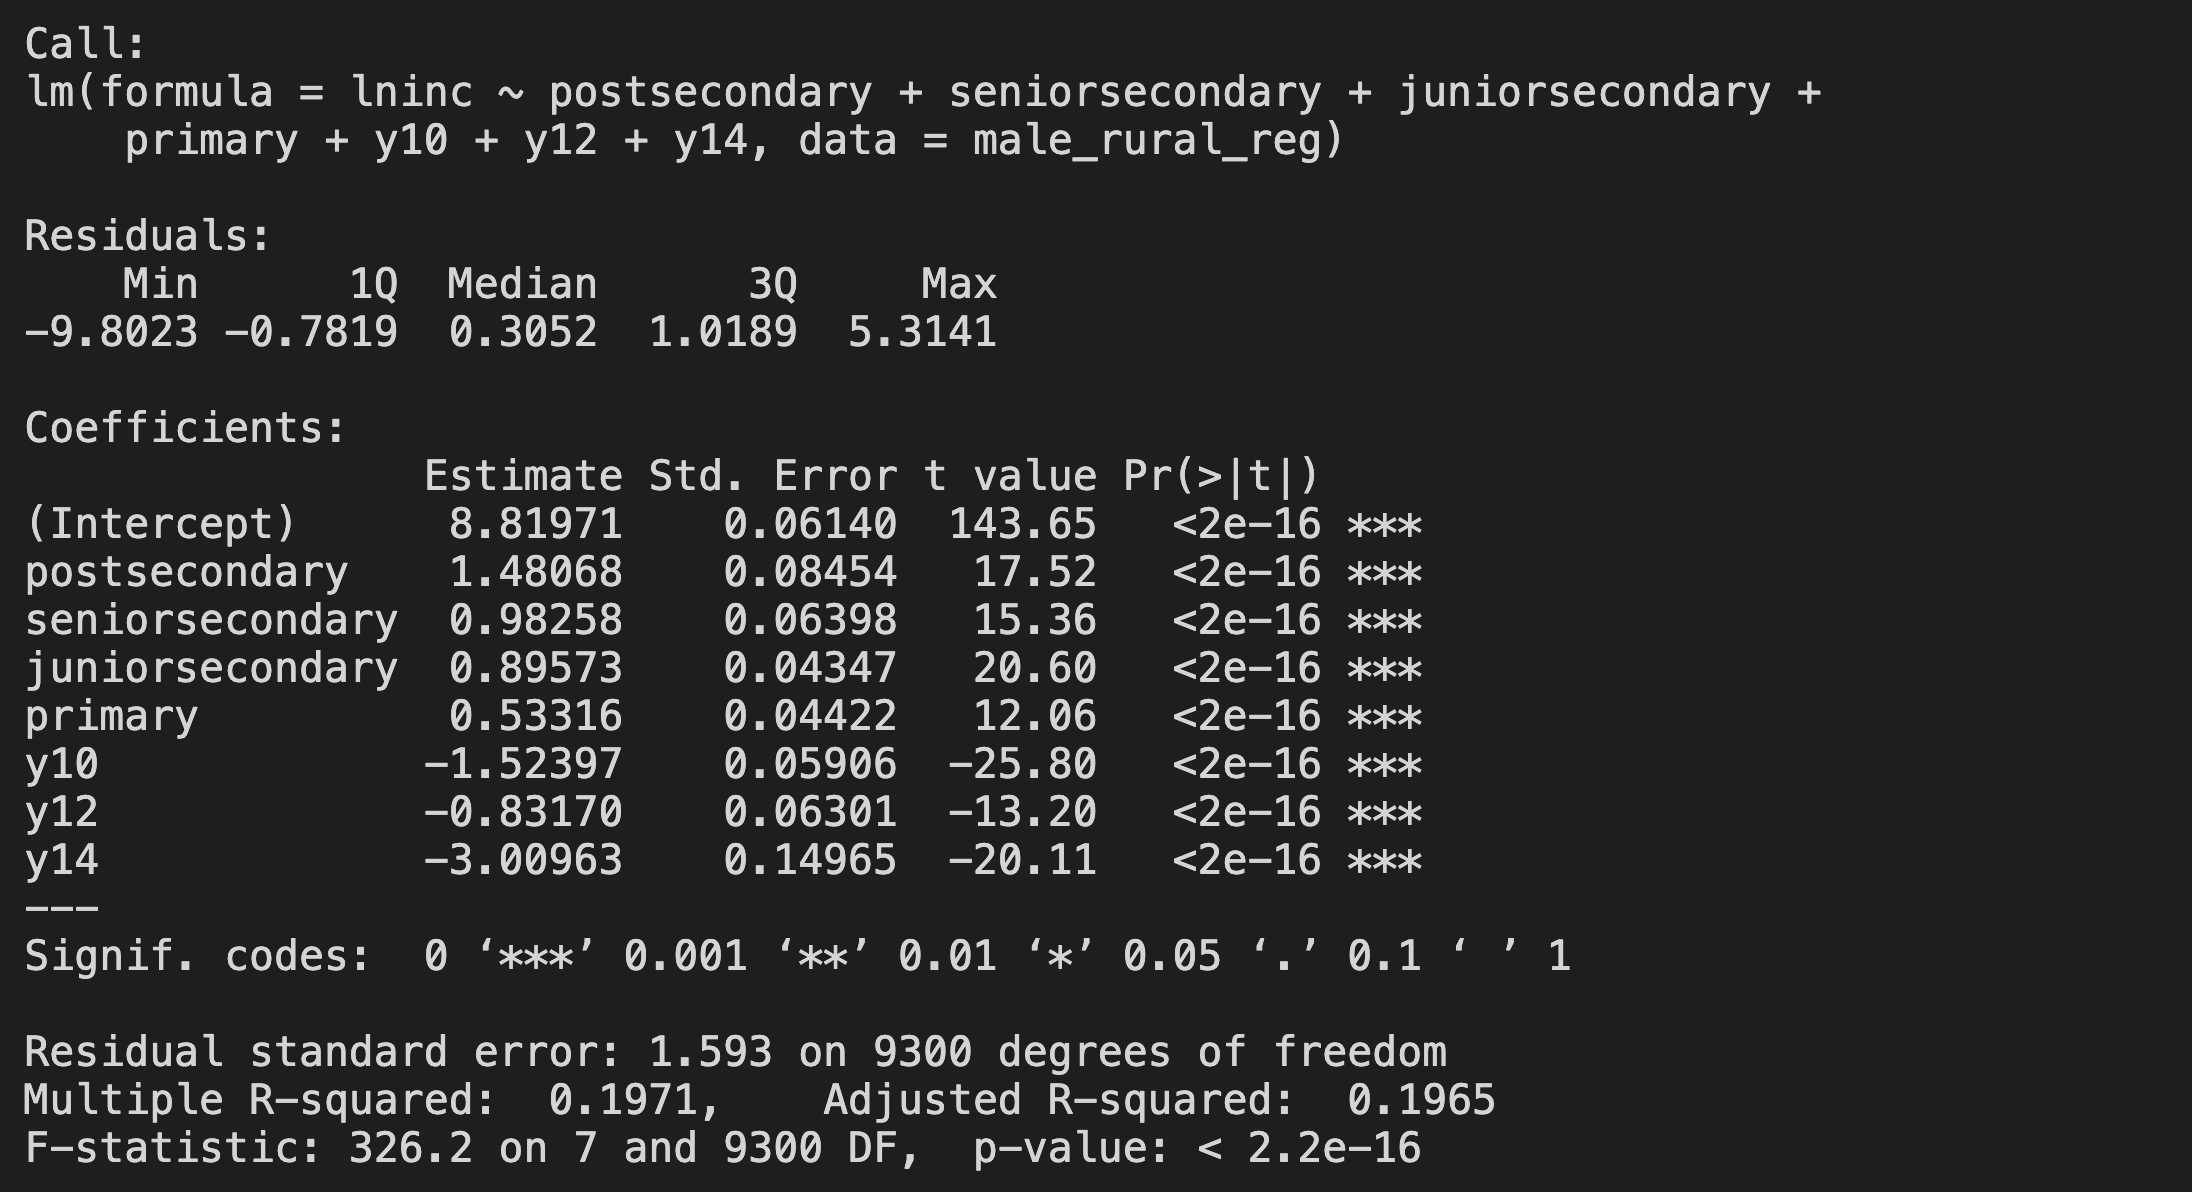 Call:
lm(formula = lninc ~ postsecondary + seniorsecondary + juniorsecondary +
    primary + y10 + y12 + y14, data = male_rural_reg)

Residuals:
    Min      1Q  Median      3Q     Max
−9.8023 −0.7819  0.3052  1.0189  5.3141

Coefficients:
                Estimate Std. Error t value Pr(>|t|)
(Intercept)      8.81971    0.06140  143.65   <2e−16 ***
postsecondary    1.48068    0.08454   17.52   <2e−16 ***
seniorsecondary  0.98258    0.06398   15.36   <2e−16 ***
juniorsecondary  0.89573    0.04347   20.60   <2e−16 ***
primary          0.53316    0.04422   12.06   <2e−16 ***
y10             −1.52397    0.05906  −25.80   <2e−16 ***
y12             −0.83170    0.06301  −13.20   <2e−16 ***
y14             −3.00963    0.14965  −20.11   <2e−16 ***
−−−
Signif. codes:  0 ‘***’ 0.001 ‘**’ 0.01 ‘*’ 0.05 ‘.’ 0.1 ‘ ’ 1

Residual standard error: 1.593 on 9300 degrees of freedom
Multiple R−squared:  0.1971,    Adjusted R−squared:  0.1965
F−statistic: 326.2 on 7 and 9300 DF,  p−value: < 2.2e−16